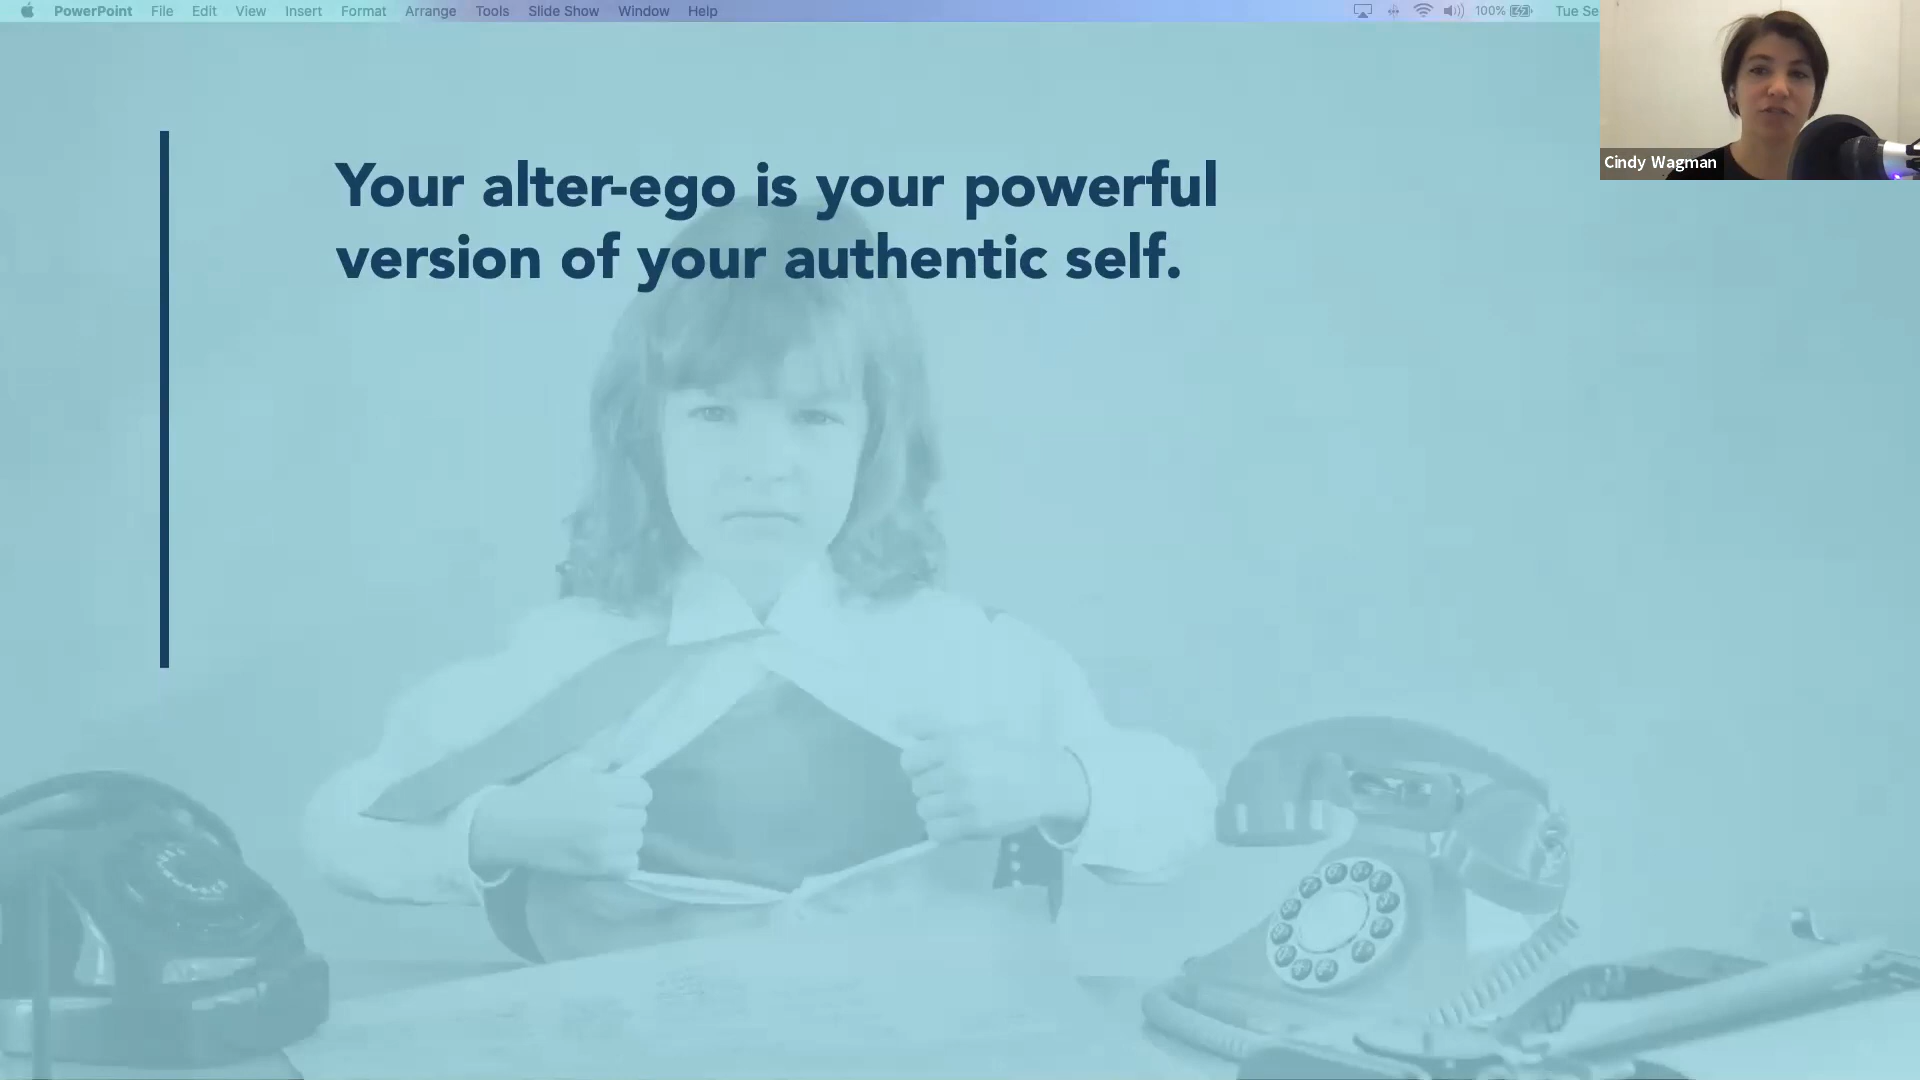 PowerPoint File Edit View Insert Format Arrange Tools Slide Show Window Help 100% Tue Se
Cindy Wagman
Your alter-ego is your powerful
version of your authentic self.